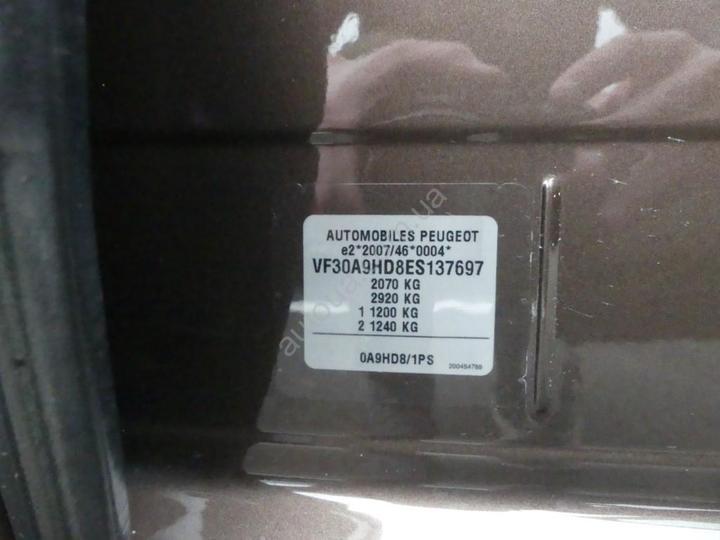 AUTOMOBILES PEUGEOT
e2*2007/46*0004*
VF30A9HD8ES137697
2070 KG
2920 KG
1 1200 KG
2 1240 KG
0A9HD8/1PS
200454789